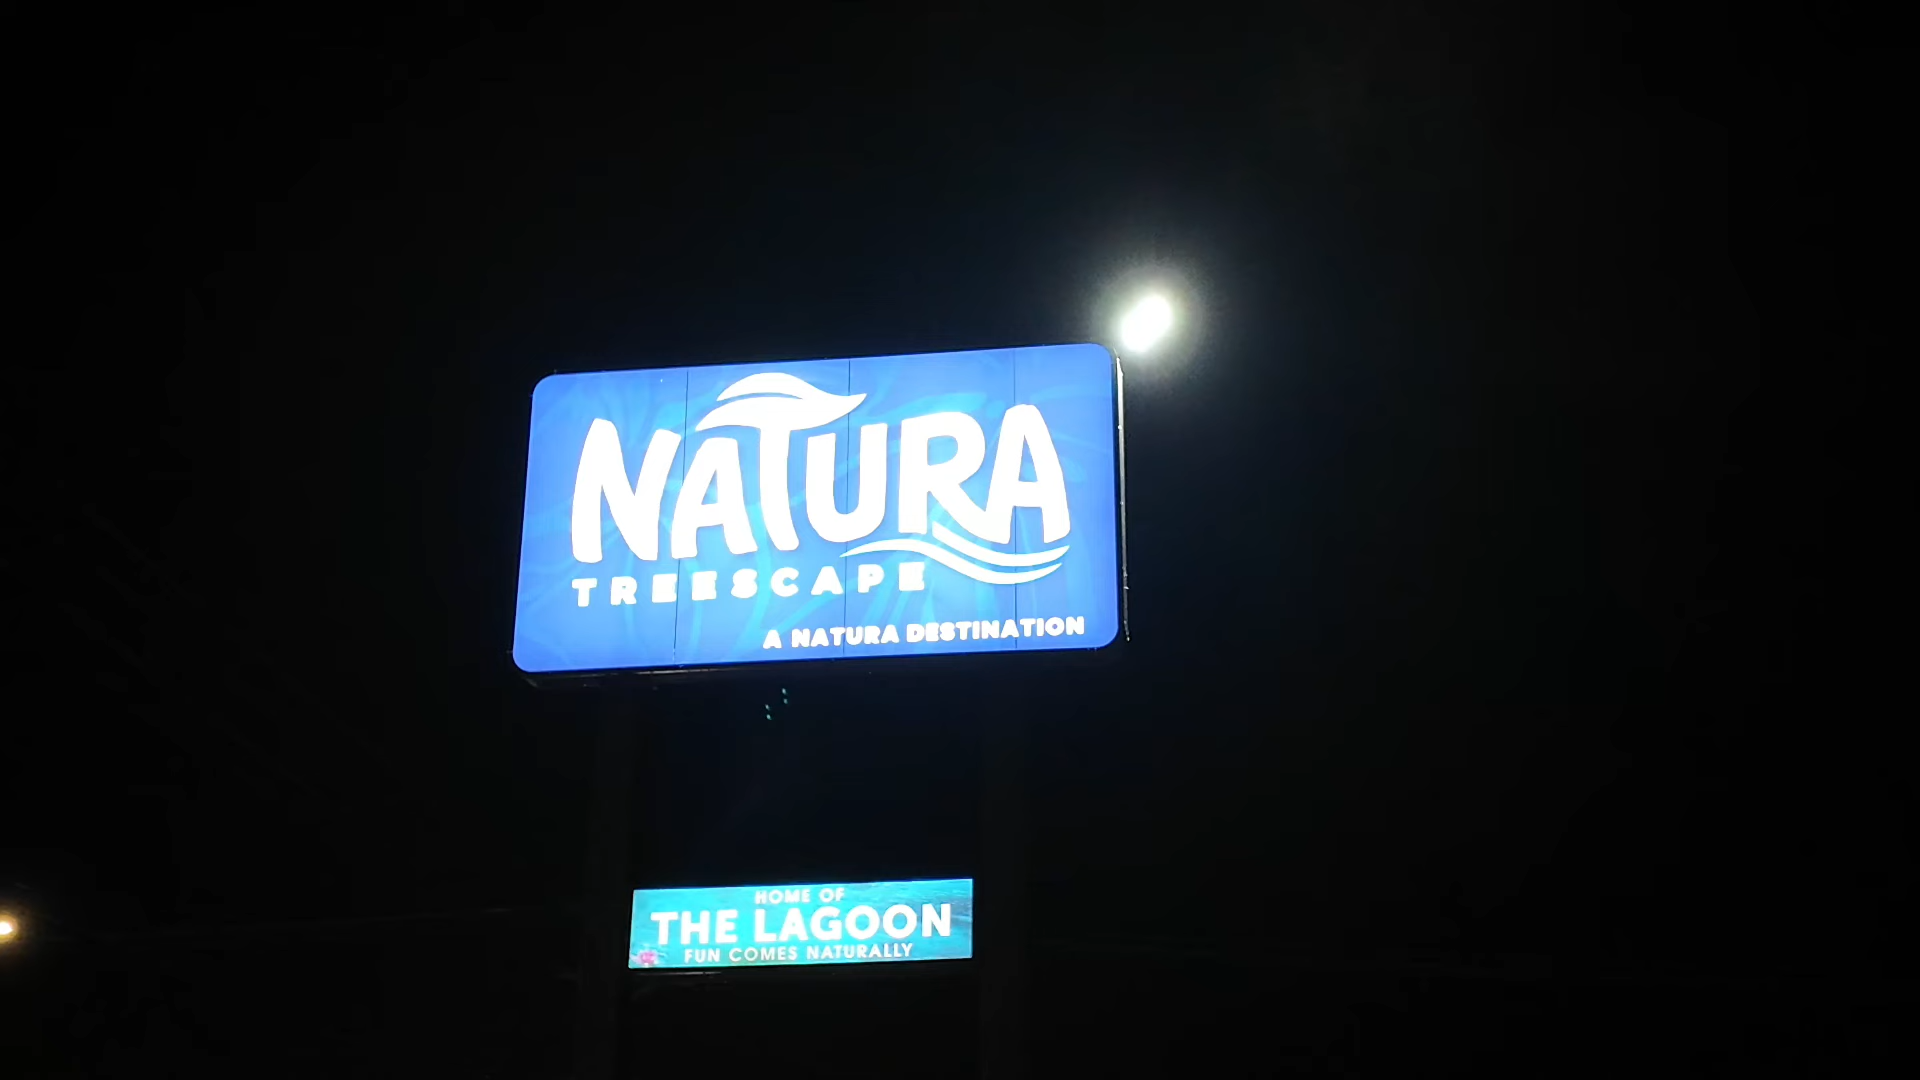 NATURA
TREESCAPE
A NATURA DESTINATION
HOME OF
THE LAGOON
FUN COMES NATURALLY